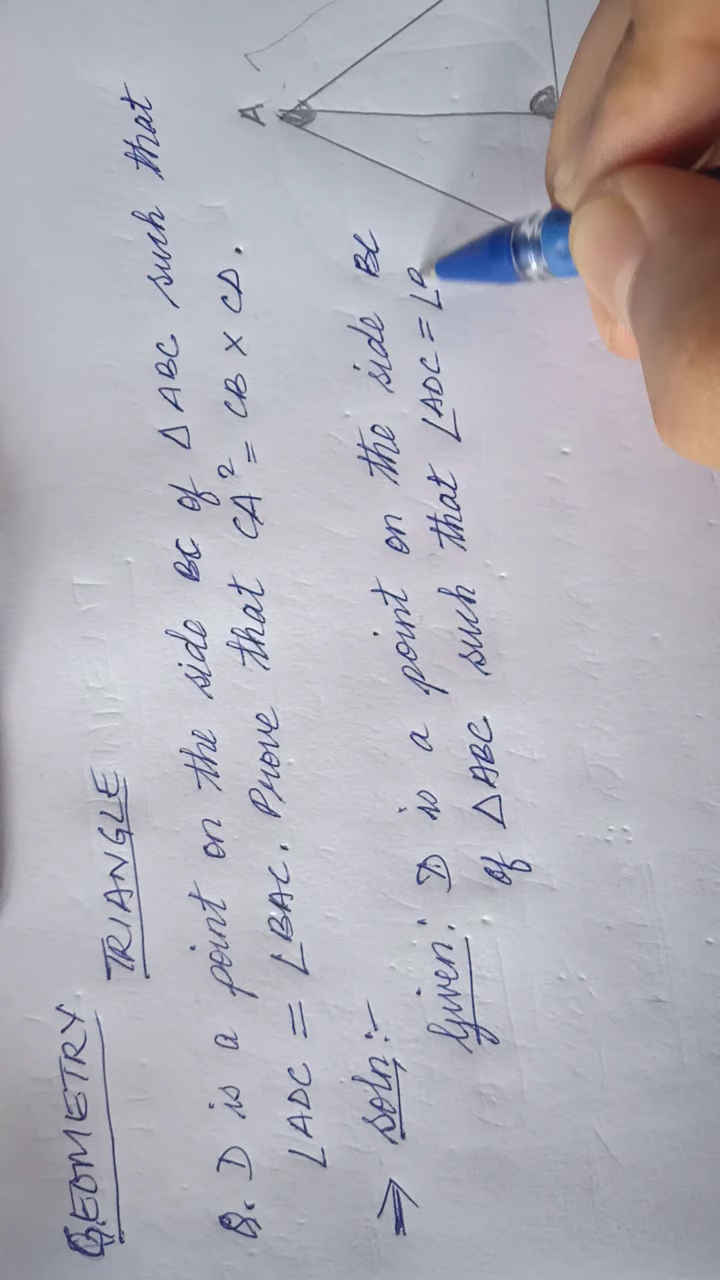 GEOMETRY
TRIANGLE
Q. D is a point on the side BC of △ABC such that
∠ADC = ∠BAC. Prove that CA² = CB × CD.
⇒ Soln:-
Given: D is a point on the side BC
of △ABC such that ∠ADC = ∠B
A